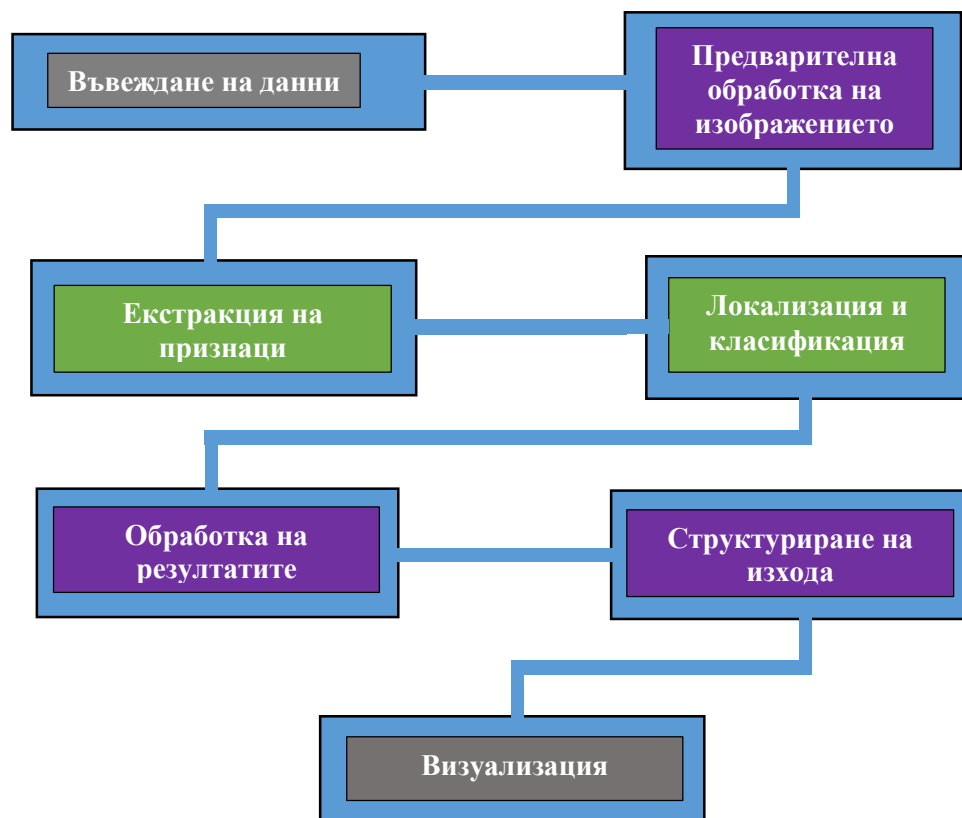 Въвеждане на данни
Предварителна
обработка на
изображението
Екстракция на
признаци
Локализация и
класификация
Обработка на
резултатите
Структуриране на
изхода
Визуализация